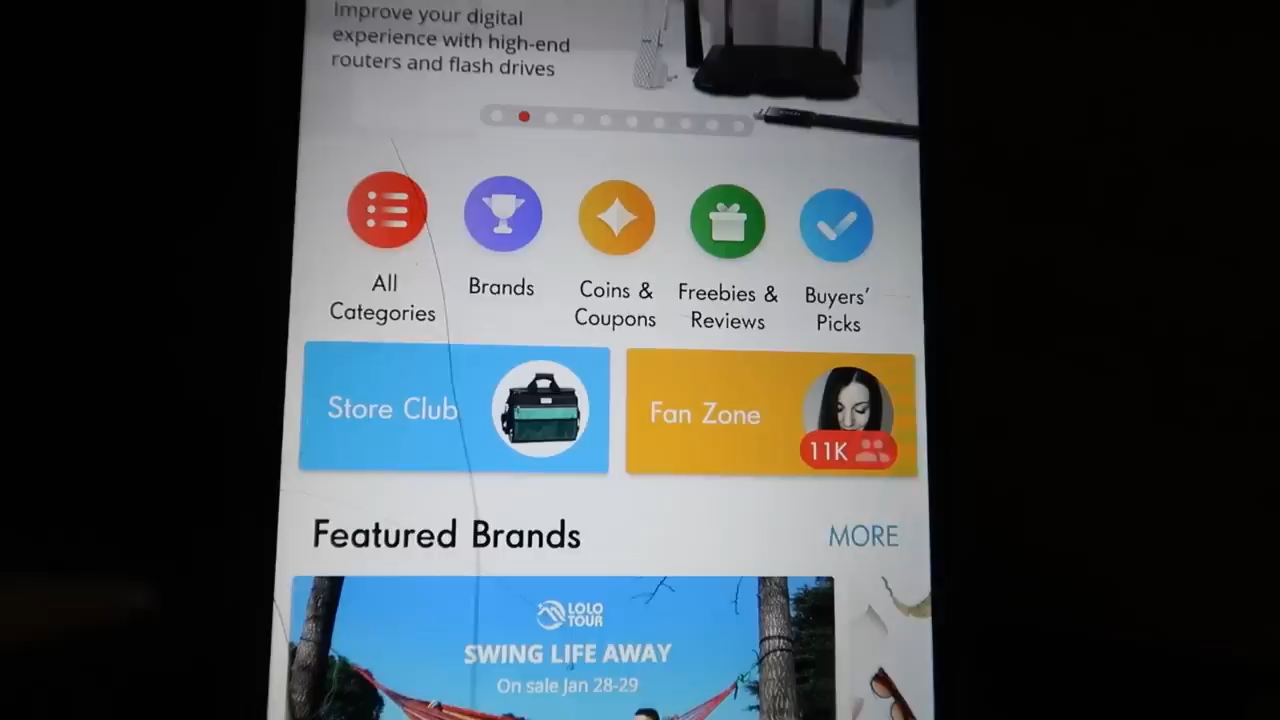 Improve your digital
experience with high-end
routers and flash drives
All
Categories
Brands
Coins &
Coupons
Freebies &
Reviews
Buyers'
Picks
Store Club
Fan Zone
11K
Featured Brands
MORE
LOLO
TOUR
SWING LIFE AWAY
On sale Jan 28-29